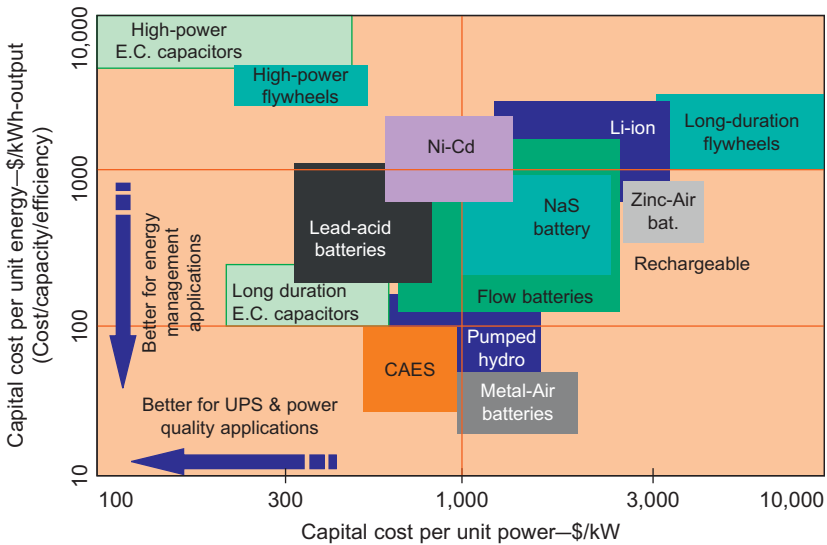 Capital cost per unit energy—$/kWh-output
(Cost/capacity/efficiency)
10,000
1000
100
10
High-power
E.C. capacitors
High-power
flywheels
Ni-Cd
Li-ion
Long-duration
flywheels
Lead-acid
batteries
NaS
battery
Zinc-Air
bat.
Rechargeable
Better for energy
management
applications
Long duration
E.C. capacitors
Flow batteries
CAES
Pumped
hydro
Metal-Air
batteries
Better for UPS & power
quality applications
100
300
1,000
3,000
10,000
Capital cost per unit power—$/kW